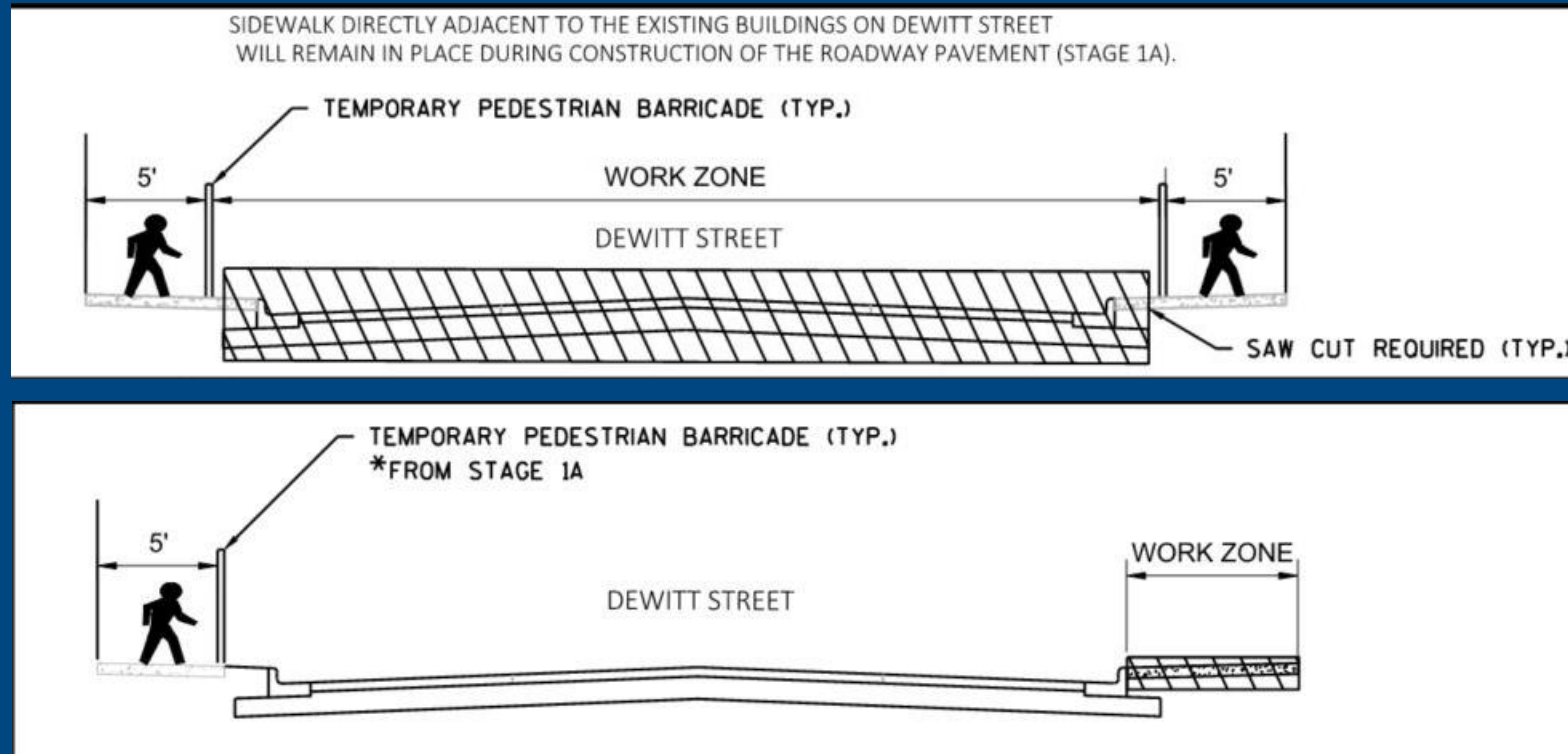 SIDEWALK DIRECTLY ADJACENT TO THE EXISTING BUILDINGS ON DEWITT STREET
WILL REMAIN IN PLACE DURING CONSTRUCTION OF THE ROADWAY PAVEMENT (STAGE 1A).
TEMPORARY PEDESTRIAN BARRICADE (TYP.)
5'
WORK ZONE
5'
DEWITT STREET
SAW CUT REQUIRED (TYP.)
TEMPORARY PEDESTRIAN BARRICADE (TYP.)
*FROM STAGE 1A
5'
WORK ZONE
DEWITT STREET